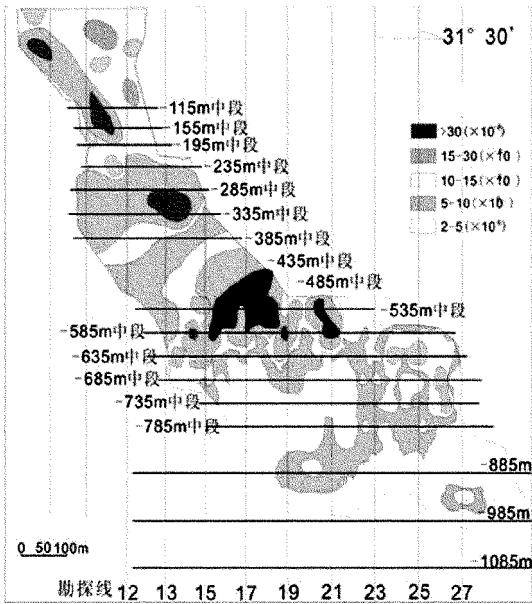 31° 30'
>30(×10⁶)
15-30(×10)
10-15(×10)
5-10(×10)
2-5(×10⁶)
-115m中段
-155m中段
-195m中段
-235m中段
-285m中段
-335m中段
-385m中段
-435m中段
-485m中段
-535m中段
-585m中段
-635m中段
-685m中段
-735m中段
-785m中段
-885m
-985m
-1085m
0 50100m
勘探线 12 13 15 17 19 21 23 25 27